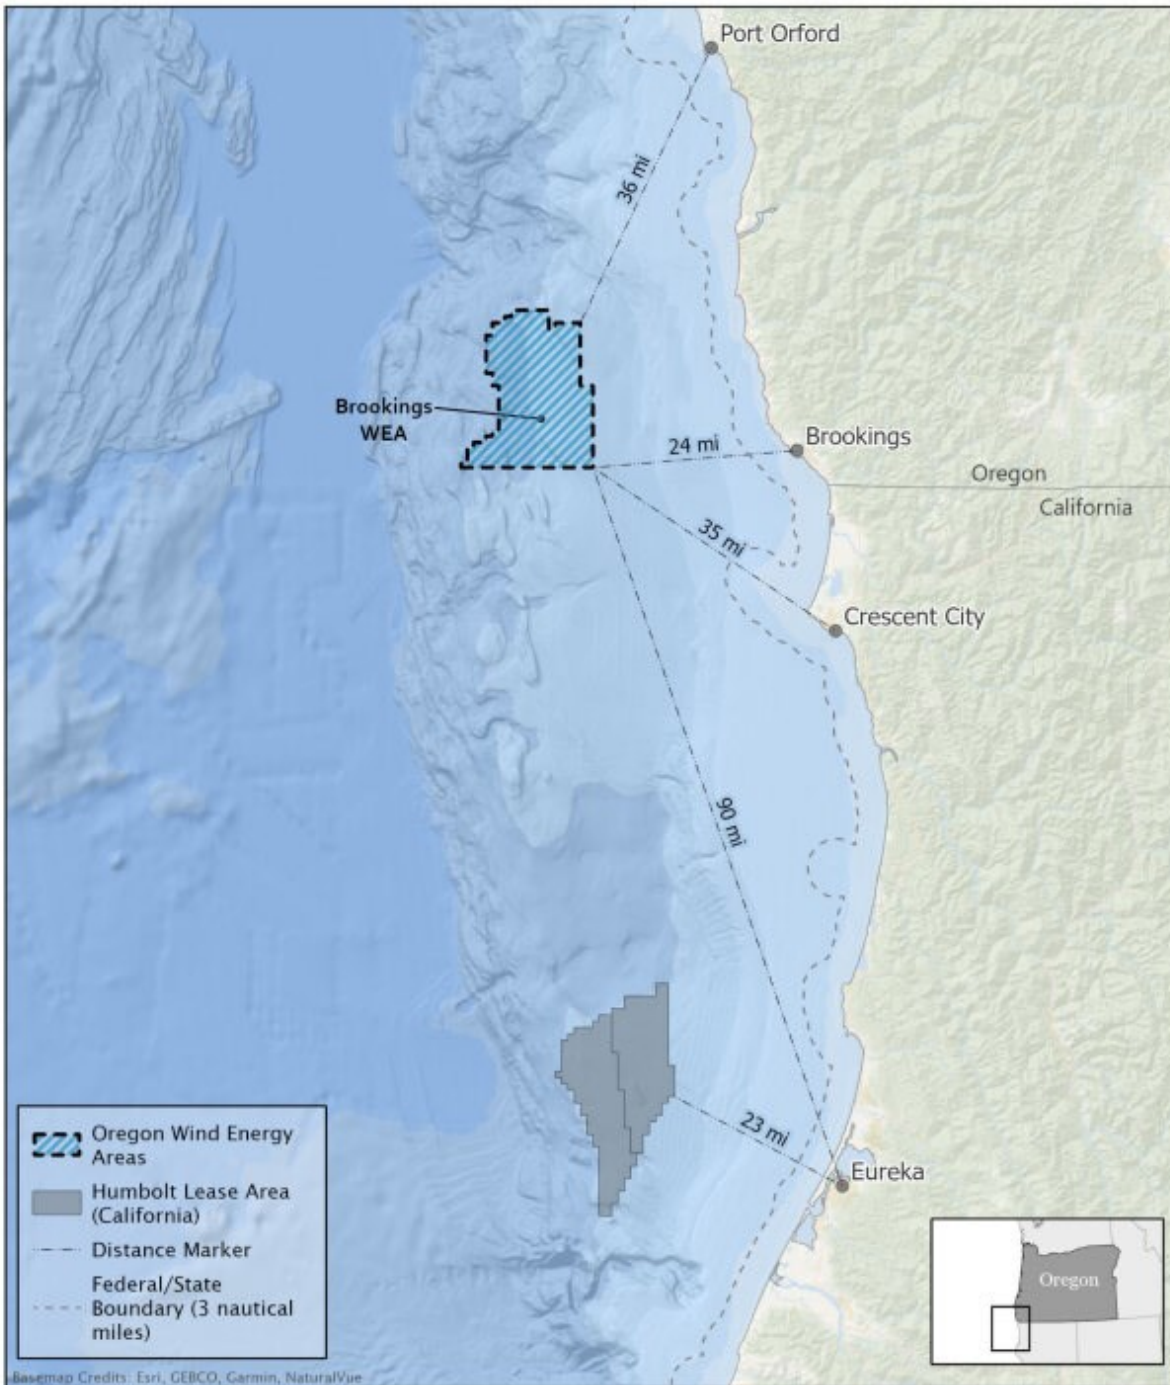 Port Orford
36 mi
Brookings
WEA
24 mi
Brookings
Oregon
California
35 mi
Crescent City
90 mi
23 mi
Eureka
Oregon Wind Energy
Areas
Humbolt Lease Area
(California)
Distance Marker
Federal/State
Boundary (3 nautical
miles)
Oregon
Basemap Credits: Esri, GEBCO, Garmin, NaturalVue